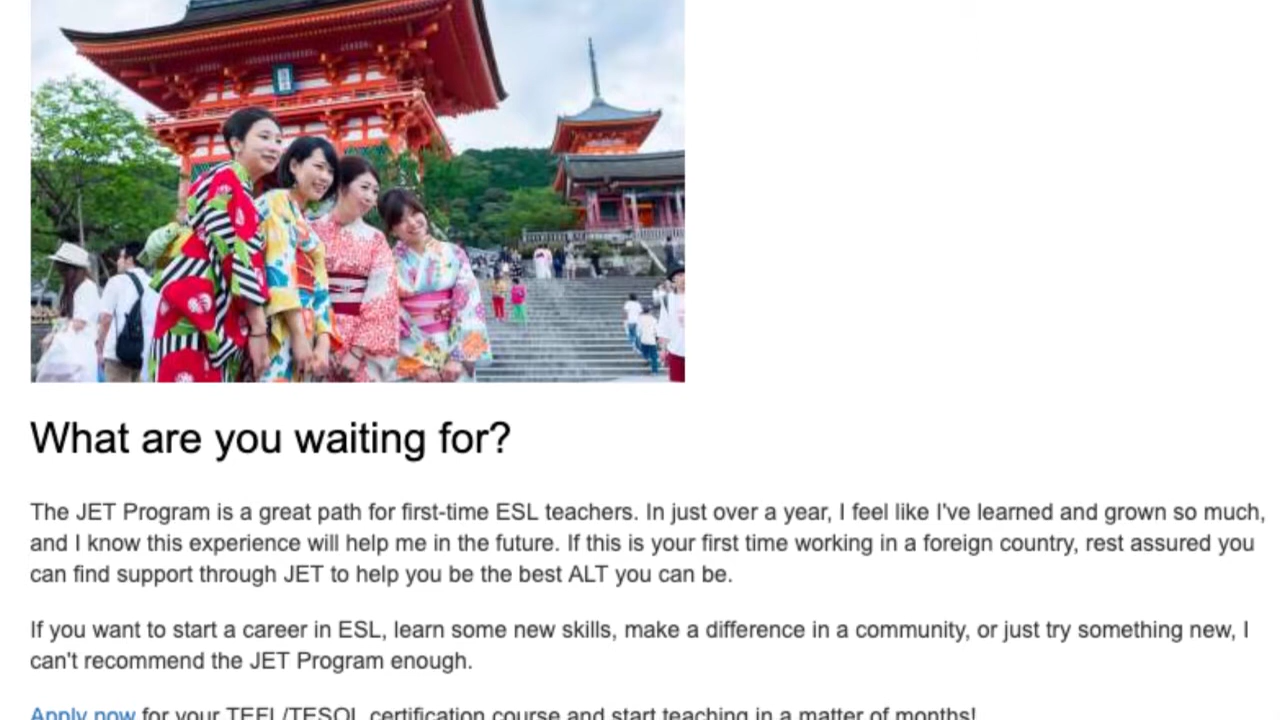 What are you waiting for?
The JET Program is a great path for first-time ESL teachers. In just over a year, I feel like I've learned and grown so much,
and I know this experience will help me in the future. If this is your first time working in a foreign country, rest assured you
can find support through JET to help you be the best ALT you can be.
If you want to start a career in ESL, learn some new skills, make a difference in a community, or just try something new, I
can't recommend the JET Program enough.
Apply now for your TEFL/TESOL certification course and start teaching in a matter of months!